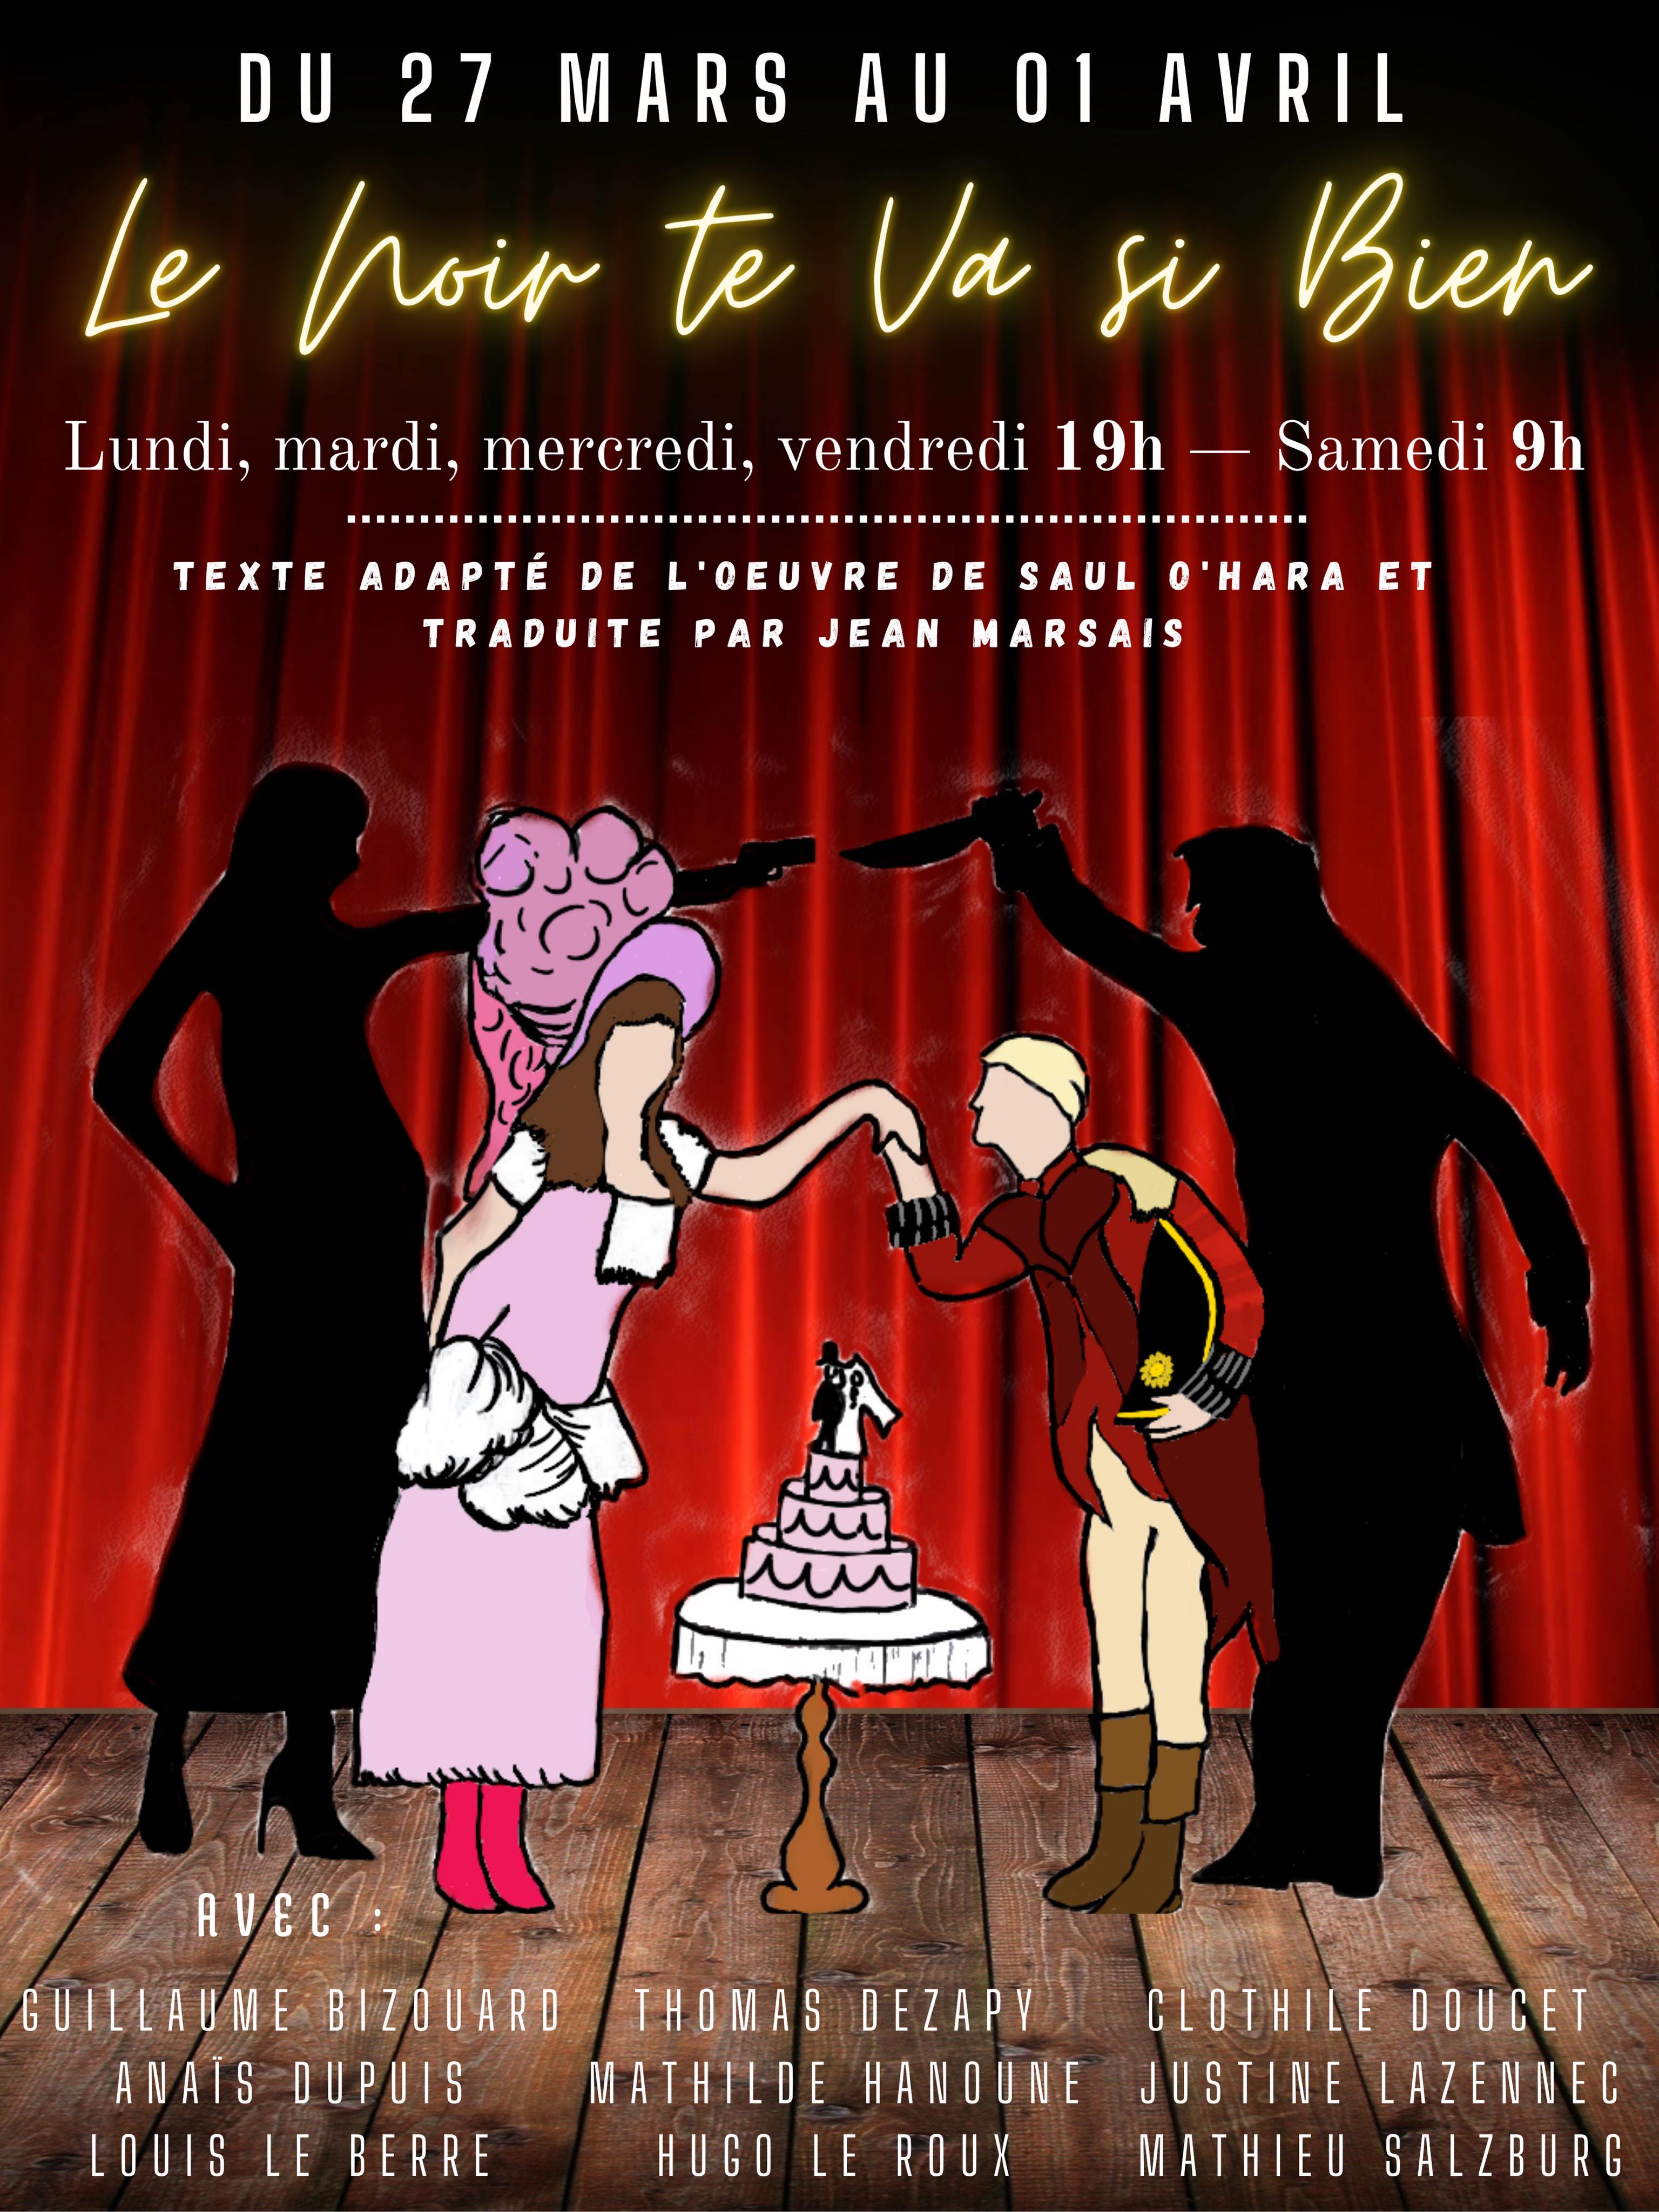 DU 27 MARS AU 01 AVRIL
Le Noir te Va si Bien
Lundi, mardi, mercredi, vendredi 19h — Samedi 9h
TEXTE ADAPTÉ DE L'OEUVRE DE SAUL O'HARA ET
TRADUITE PAR JEAN MARSAIS
AVEC :
GUILLAUME BIZOUARD THOMAS DEZAPY CLOTHILE DOUCET
ANAÏS DUPUIS MATHILDE HANOUNE JUSTINE LAZENNEC
LOUIS LE BERRE HUGO LE ROUX MATHIEU SALZBURG